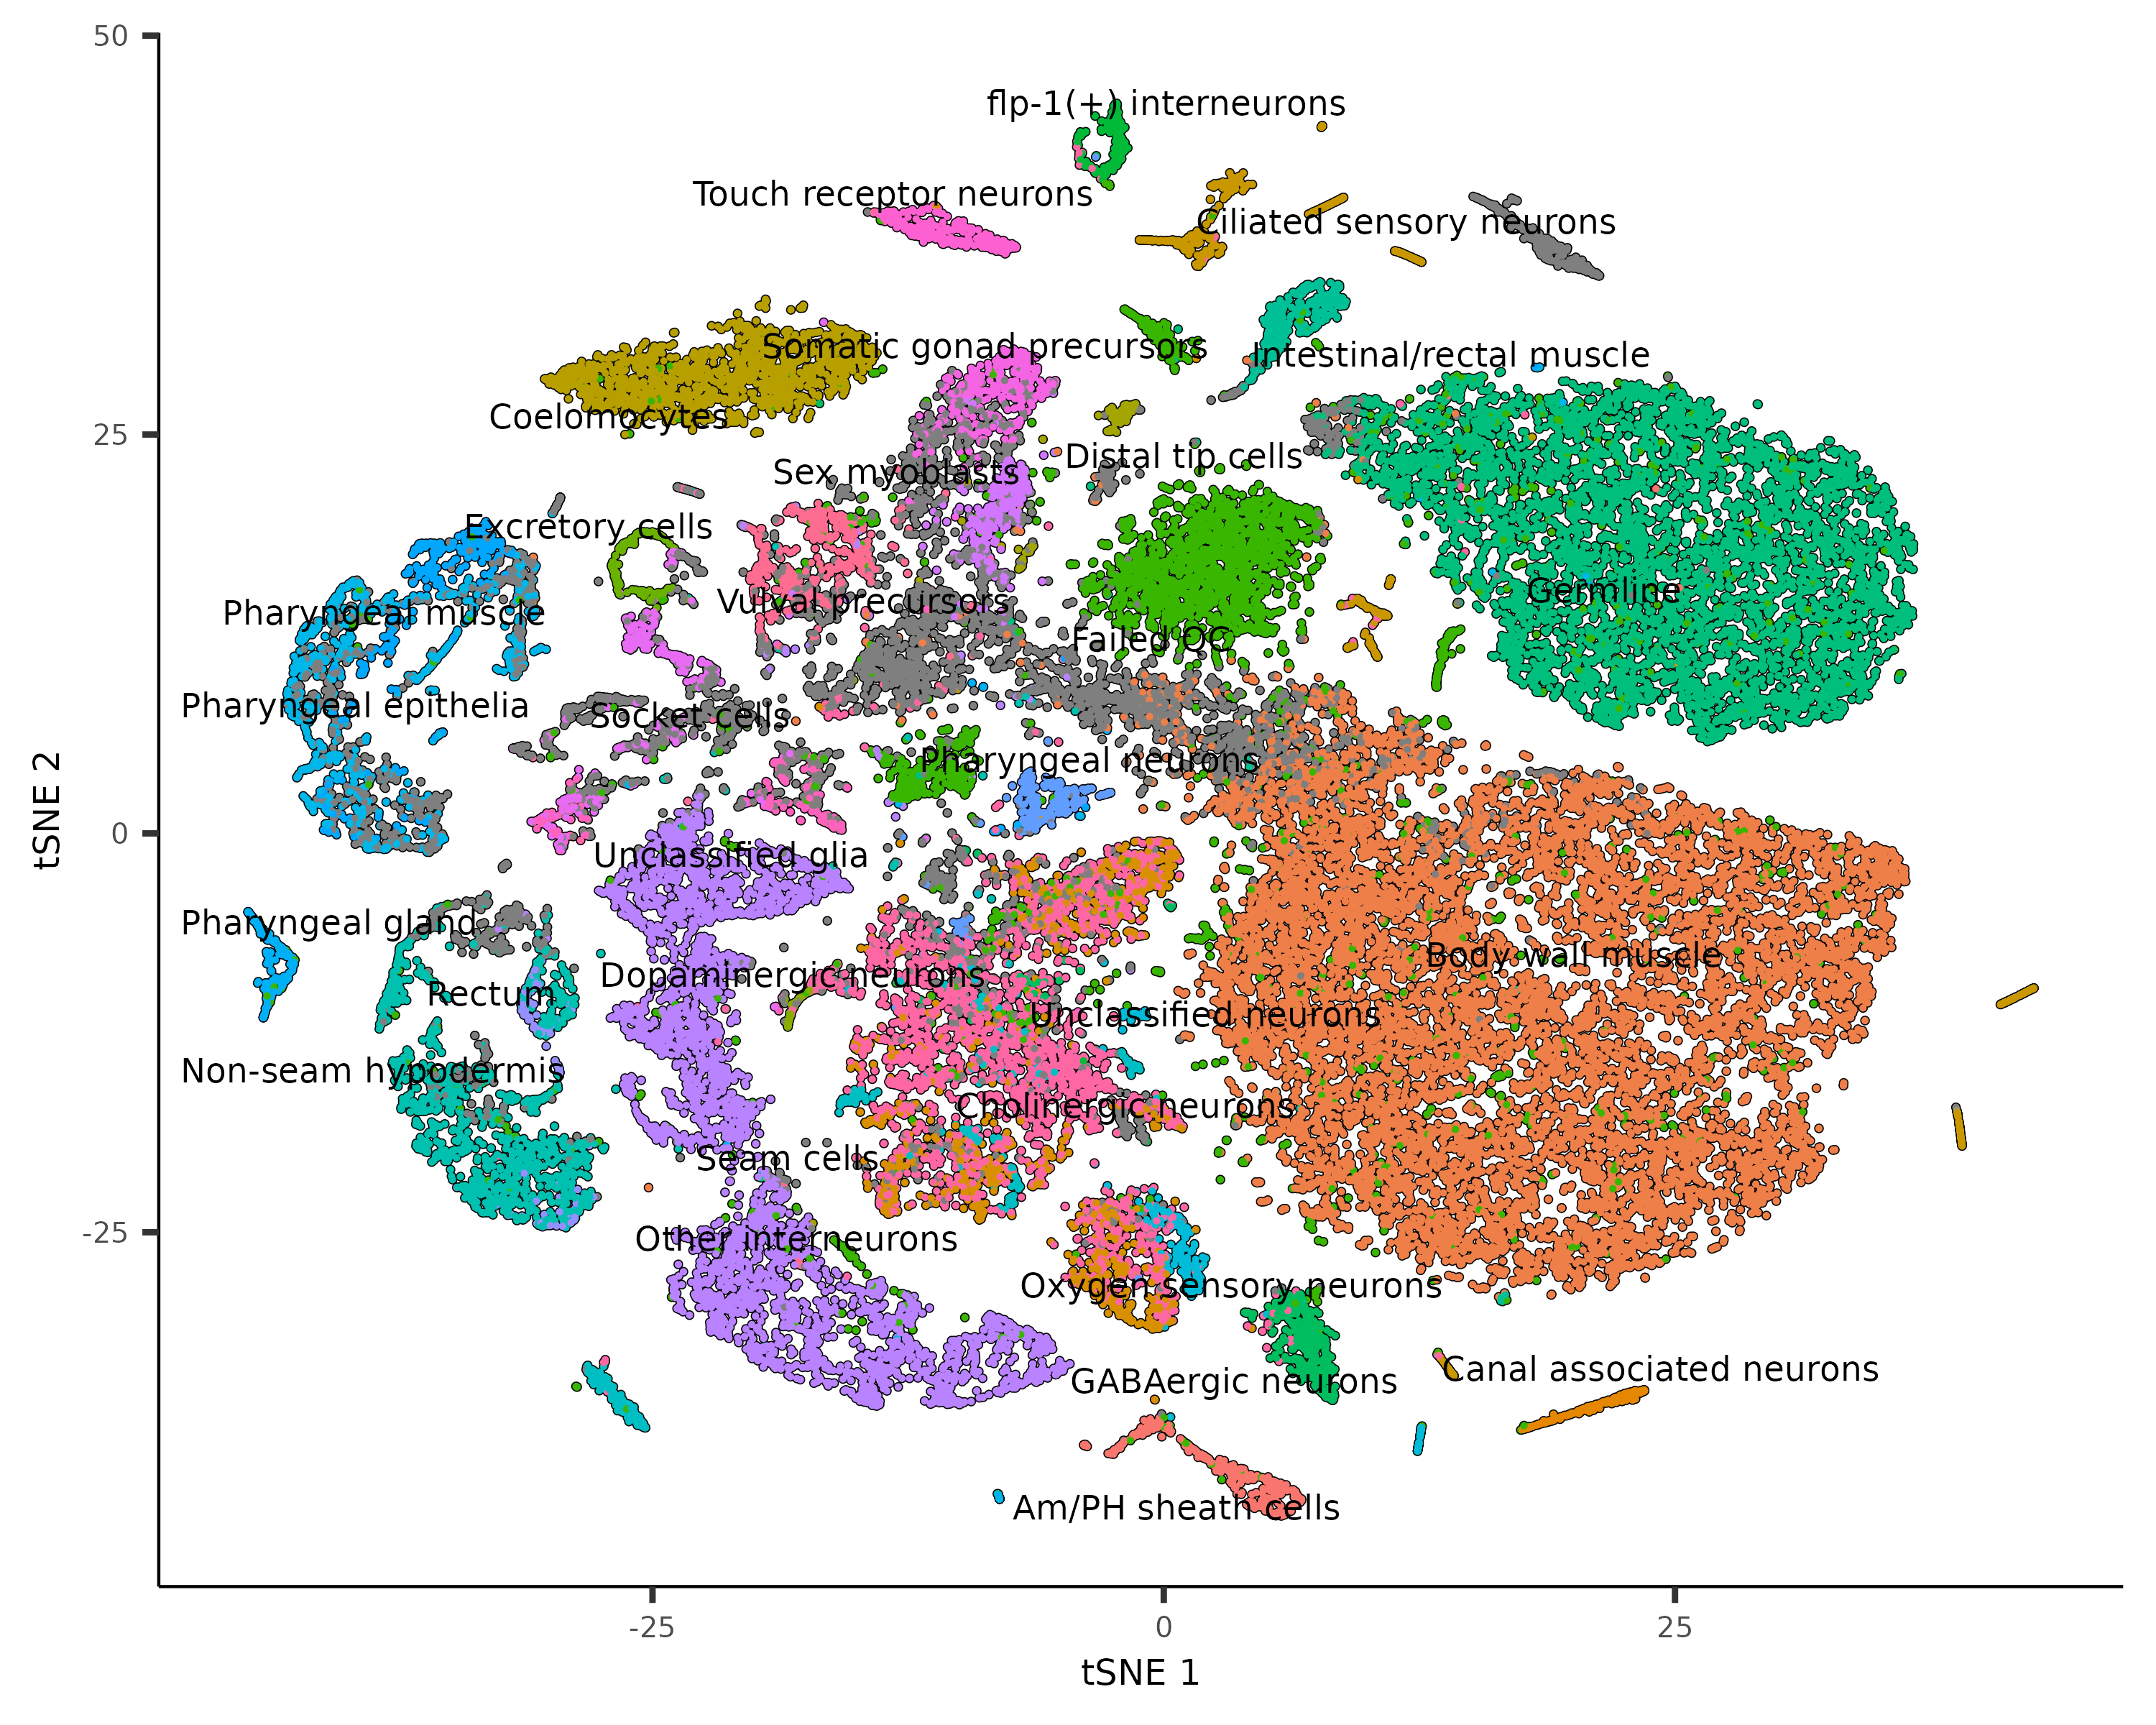 50
flp-1(+) interneurons
Touch receptor neurons
Ciliated sensory neurons
Somatic gonad precursors
Intestinal/rectal muscle
Coelomocytes
25
Distal tip cells
Sex myoblasts
Excretory cells
Germline
Vulval precursors
Pharyngeal muscle
Failed QC
Pharyngeal epithelia
Socket cells
Pharyngeal neurons
0
Unclassified glia
Pharyngeal gland
Body wall muscle
Dopaminergic neurons
Rectum
Unclassified neurons
Non-seam hypodermis
Cholinergic neurons
Seam cells
-25
Other interneurons
Oxygen sensory neurons
Canal associated neurons
GABAergic neurons
Am/PH sheath cells
tSNE 2
-25
0
25
tSNE 1